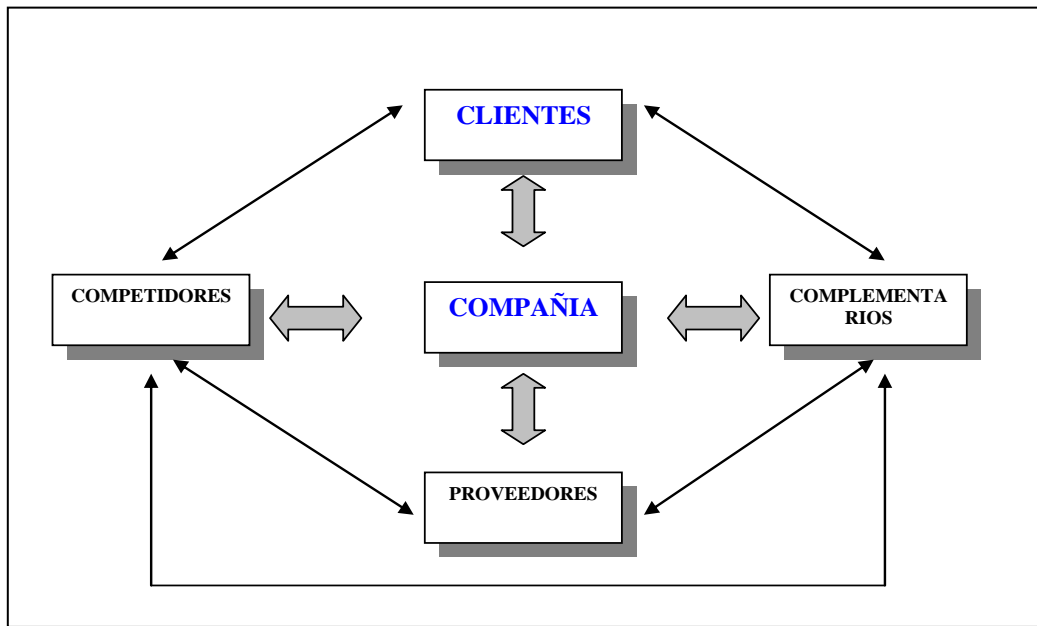 CLIENTES
COMPETIDORES
COMPAÑIA
COMPLEMENTA
RIOS
PROVEEDORES